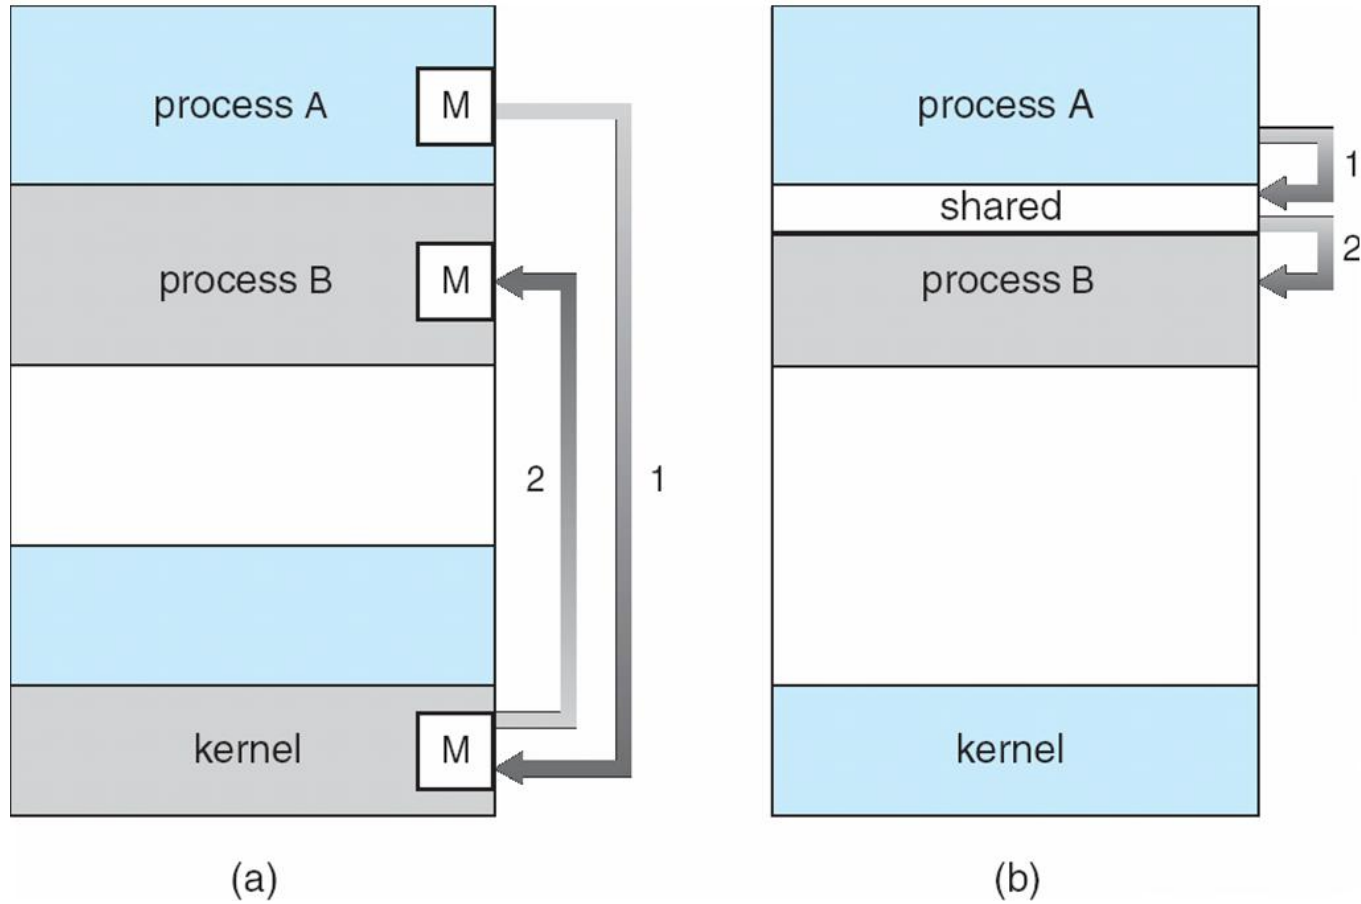 process A
M
process B
M
2
1
kernel
M
(a)
process A
1
shared
2
process B
kernel
(b)